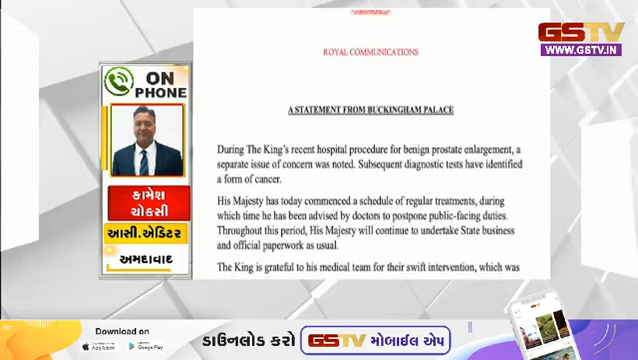 GSTV
WWW.GSTV.IN
ROYAL COMMUNICATIONS
A STATEMENT FROM BUCKINGHAM PALACE
During The King's recent hospital procedure for benign prostate enlargement, a
separate issue of concern was noted. Subsequent diagnostic tests have identified
a form of cancer.
His Majesty has today commenced a schedule of regular treatments, during
which time he has been advised by doctors to postpone public-facing duties.
Throughout this period, His Majesty will continue to undertake State business
and official paperwork as usual.
The King is grateful to his medical team for their swift intervention, which was
ON
PHONE
કામેશ
ચોકસી
આસી.એડિટર
અમદાવાદ
Download on
App Store
Google Play
ડાઉનલોડ કરો GSTV મોબાઈલ એપ